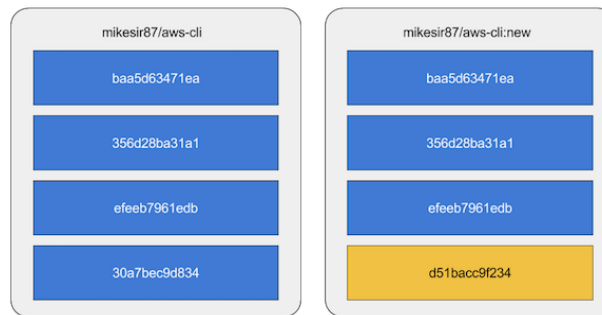 mikesir87/aws-cli
baa5d63471ea
356d28ba31a1
efeeb7961edb
30a7bec9d834
mikesir87/aws-cli:new
baa5d63471ea
356d28ba31a1
efeeb7961edb
d51bacc9f234